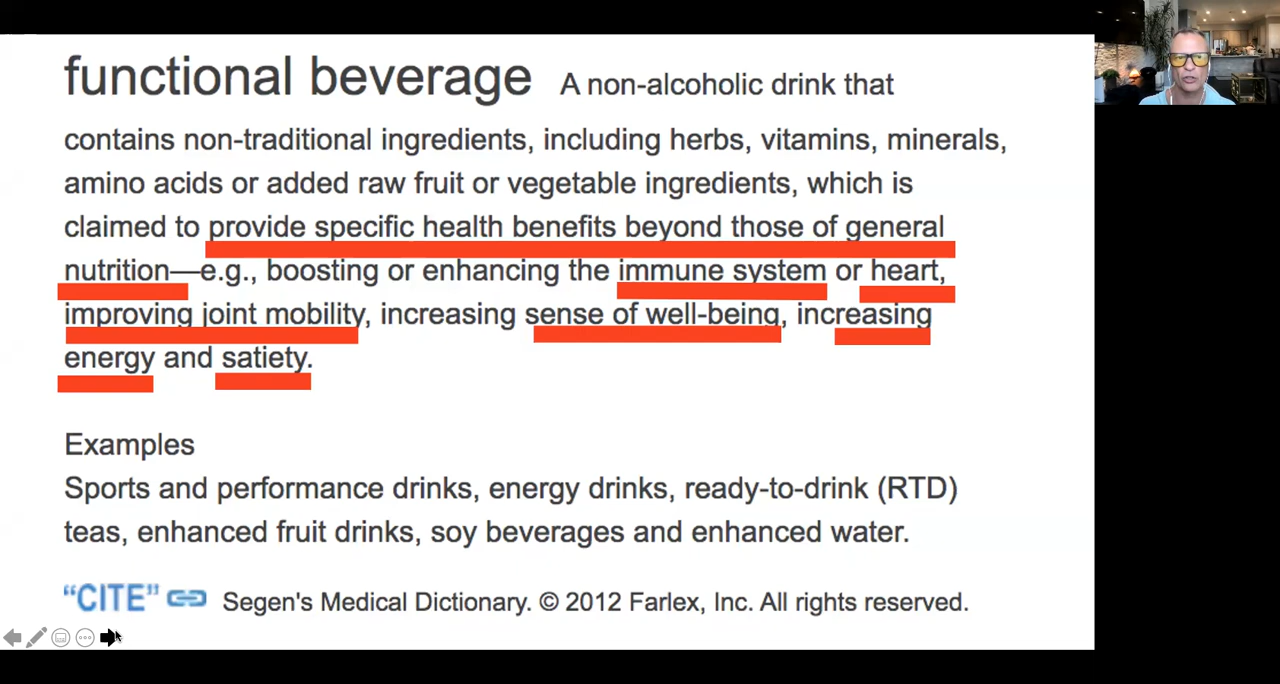 functional beverage A non-alcoholic drink that
contains non-traditional ingredients, including herbs, vitamins, minerals,
amino acids or added raw fruit or vegetable ingredients, which is
claimed to provide specific health benefits beyond those of general
nutrition—e.g., boosting or enhancing the immune system or heart,
improving joint mobility, increasing sense of well-being, increasing
energy and satiety.
Examples
Sports and performance drinks, energy drinks, ready-to-drink (RTD)
teas, enhanced fruit drinks, soy beverages and enhanced water.
“CITE” Segen's Medical Dictionary. © 2012 Farlex, Inc. All rights reserved.